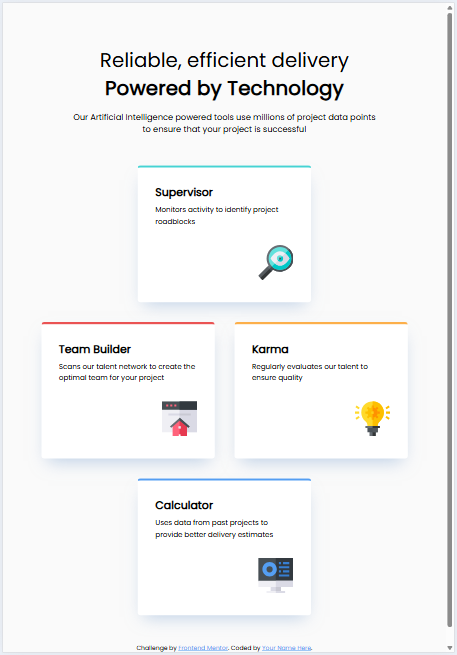 Reliable, efficient delivery
Powered by Technology
Our Artificial Intelligence powered tools use millions of project data points
to ensure that your project is successful
Supervisor
Monitors activity to identify project
roadblocks
Team Builder
Scans our talent network to create the
optimal team for your project
Karma
Regularly evaluates our talent to
ensure quality
Calculator
Uses data from past projects to
provide better delivery estimates
Challenge by Frontend Mentor. Coded by Your Name Here.